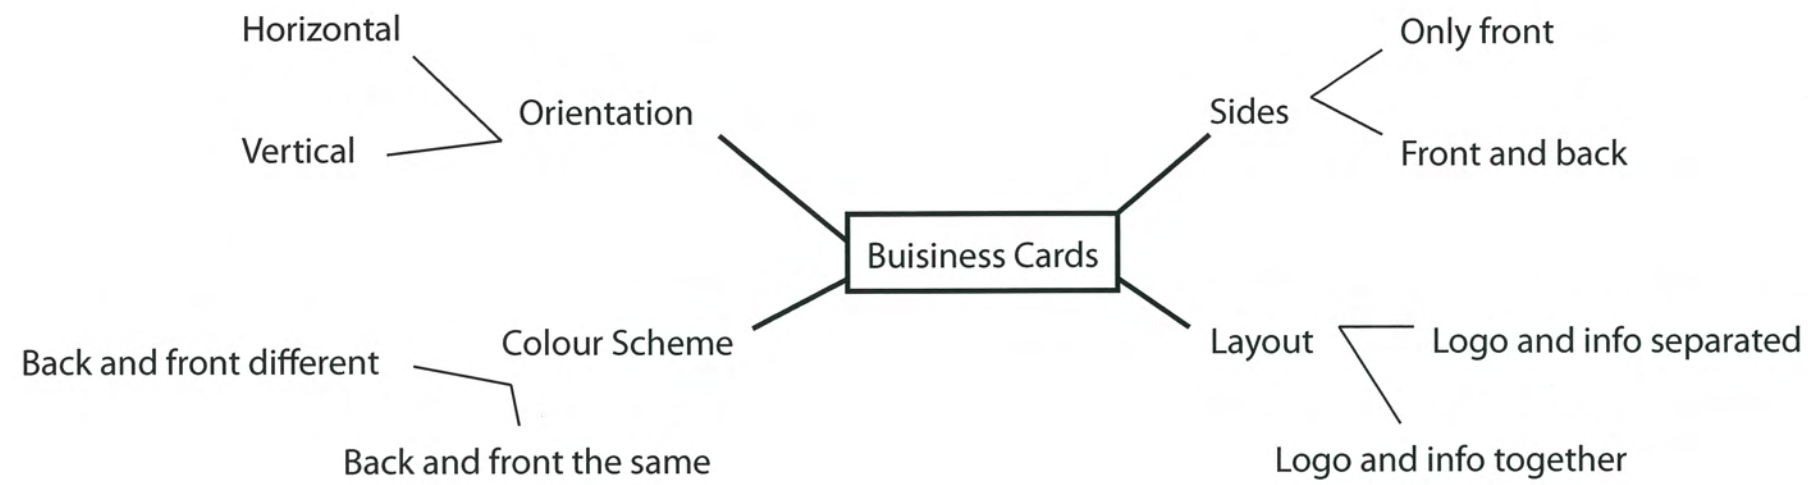 Horizontal
Vertical
Orientation
Sides
Only front
Front and back
Buisiness Cards
Colour Scheme
Back and front different
Back and front the same
Layout
Logo and info separated
Logo and info together